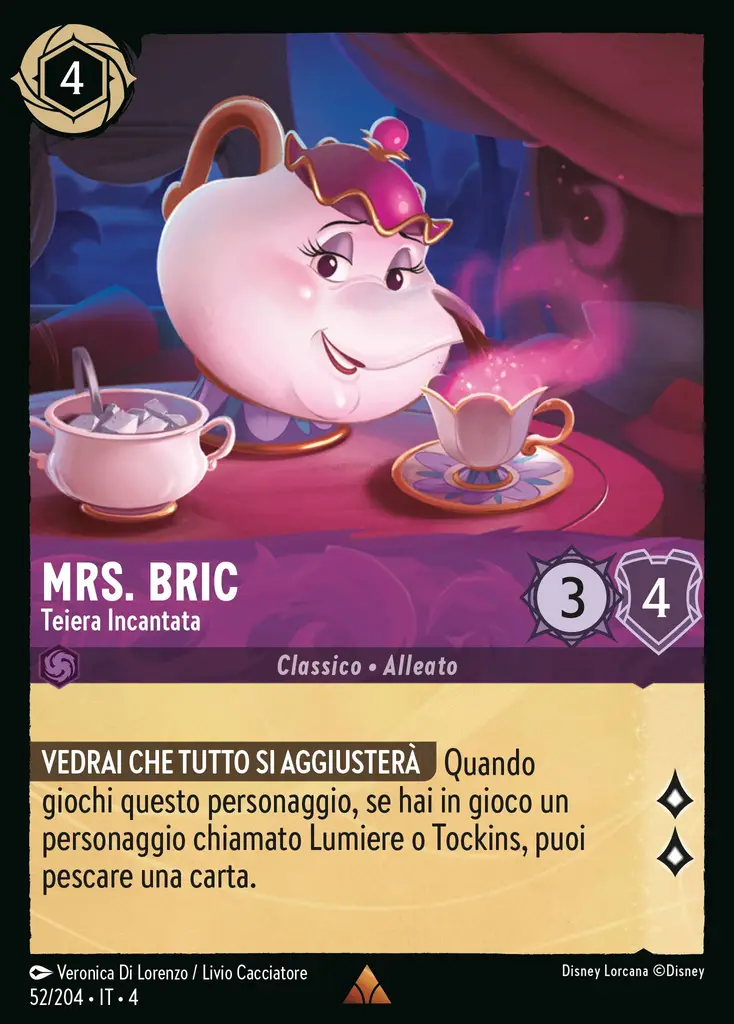 4
MRS. BRIC
Teiera Incantata
3
4
Classico • Alleato
VEDRAI CHE TUTTO SI AGGIUSTERÀ Quando
giochi questo personaggio, se hai in gioco un
personaggio chiamato Lumiere o Tockins, puoi
pescare una carta.
Veronica Di Lorenzo / Livio Cacciatore
Disney Lorcana ©Disney
52/204 • IT • 4